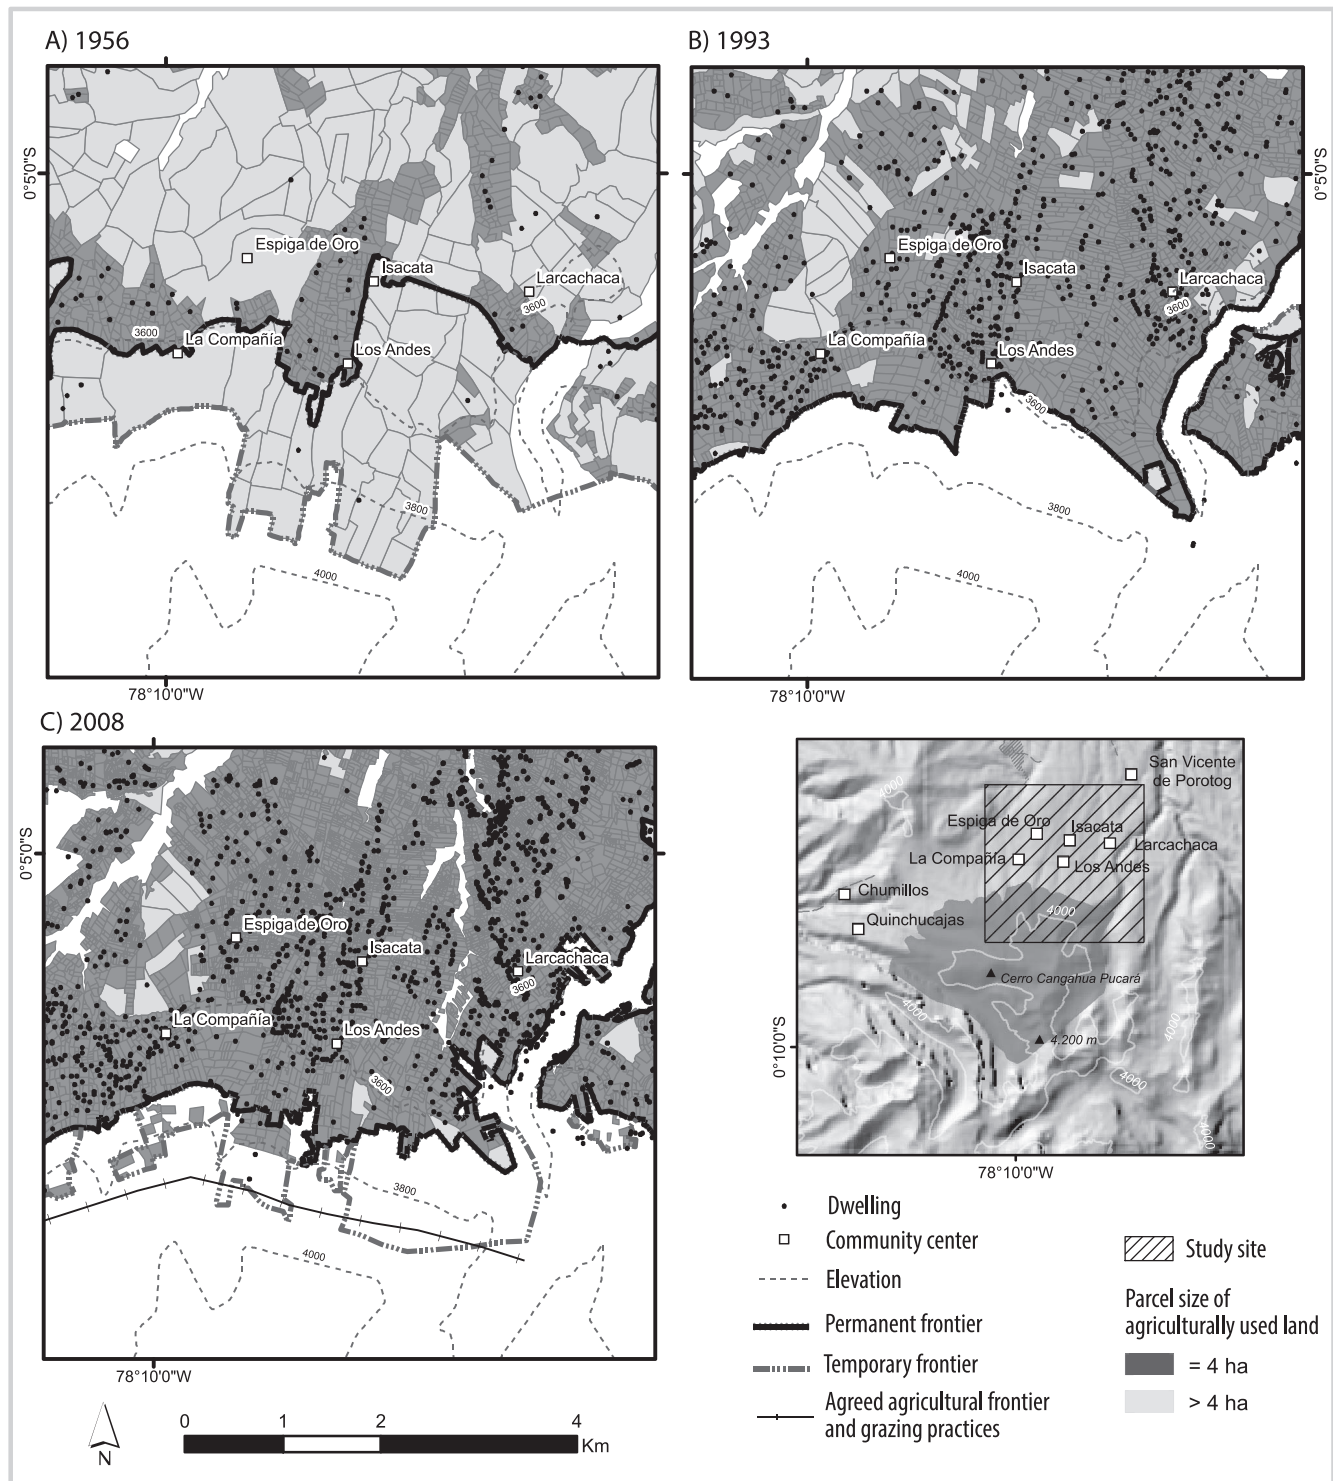 A) 1956
B) 1993
0°5'0"S
0°5'0"S
Espiga de Oro
Isacata
Larcachaca
3600
3600
La Compañía
Los Andes
3800
4000
78°10'0"W
Espiga de Oro
Isacata
Larcachaca
3600
La Compañía
Los Andes
3600
3800
4000
78°10'0"W
C) 2008
0°5'0"S
Espiga de Oro
Isacata
Larcachaca
3600
La Compañía
Los Andes
3600
3800
4000
78°10'0"W
San Vicente
de Porotog
4000
Espiga de Oro
Isacata
Larcachaca
La Compañía
Los Andes
Chumillos
4000
Quinchucajas
Cerro Cangahua Pucará
4000
4000
4.200 m
4000
4000
0°10'0"S
78°10'0"W
Dwelling
Community center
Elevation
Permanent frontier
Temporary frontier
Agreed agricultural frontier
and grazing practices
Study site
Parcel size of
agriculturally used land
= 4 ha
> 4 ha
N
0 1 2 4
Km